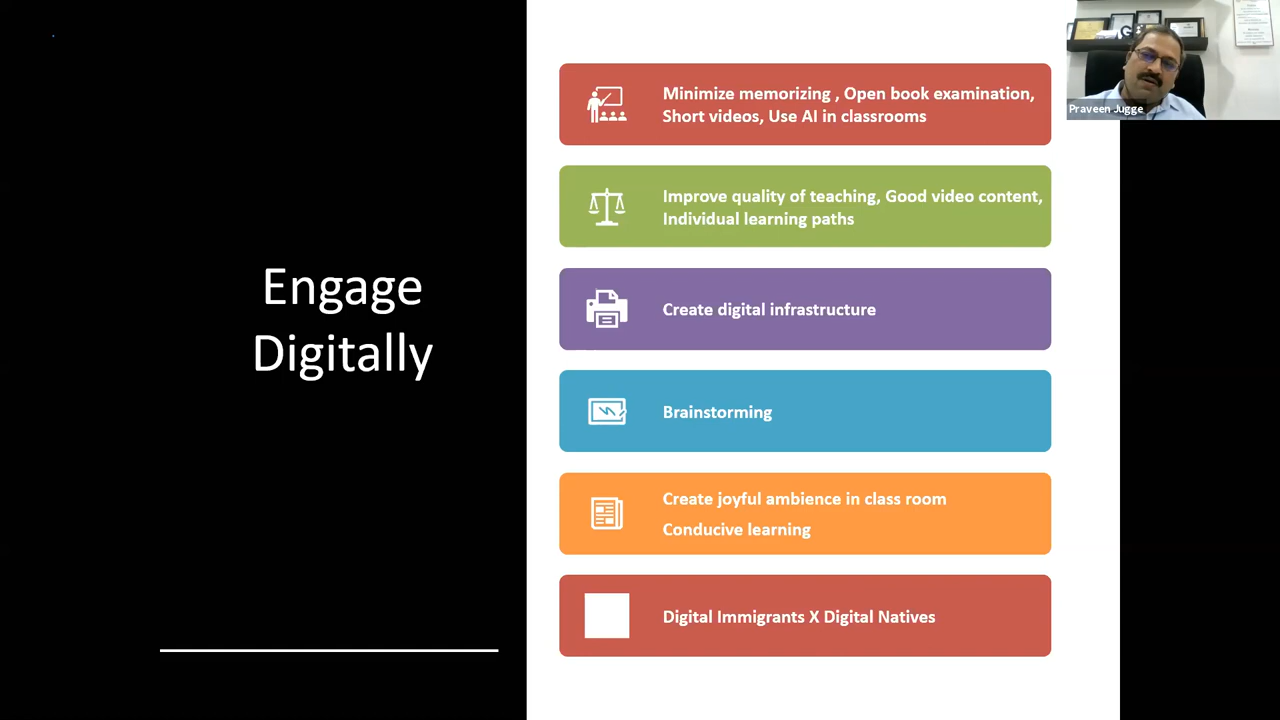 Engage
Digitally
Minimize memorizing , Open book examination,
Short videos, Use AI in classrooms
Improve quality of teaching, Good video content,
Individual learning paths
Create digital infrastructure
Brainstorming
Create joyful ambience in class room
Conducive learning
Digital Immigrants X Digital Natives
Praveen Jugge